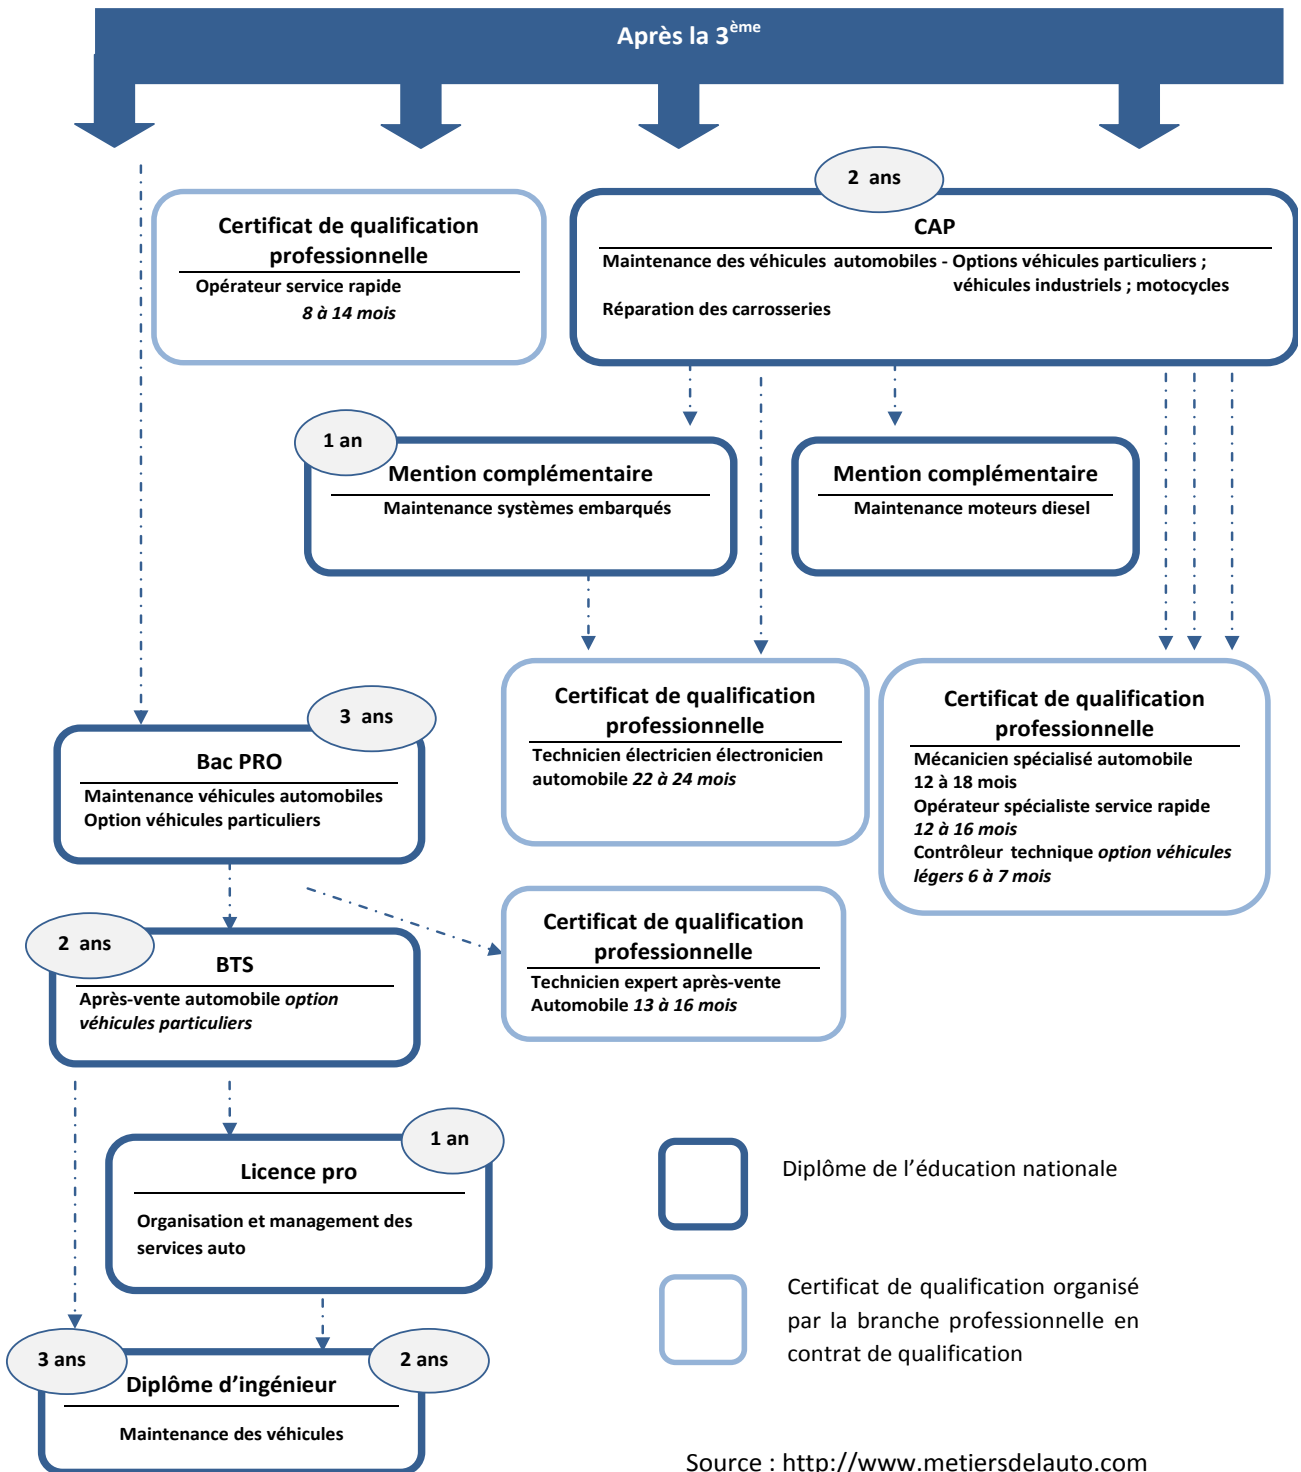 Après la 3ème
2 ans
Certificat de qualification
professionnelle
Opérateur service rapide
8 à 14 mois
CAP
Maintenance des véhicules automobiles - Options véhicules particuliers ;
véhicules industriels ; motocycles
Réparation des carrosseries
1 an
Mention complémentaire
Maintenance systèmes embarqués
Mention complémentaire
Maintenance moteurs diesel
3 ans
Bac PRO
Maintenance véhicules automobiles
Option véhicules particuliers
Certificat de qualification
professionnelle
Technicien électricien électronicien
automobile 22 à 24 mois
Certificat de qualification
professionnelle
Mécanicien spécialisé automobile
12 à 18 mois
Opérateur spécialiste service rapide
12 à 16 mois
Contrôleur technique option véhicules
légers 6 à 7 mois
2 ans
BTS
Après-vente automobile option
véhicules particuliers
Certificat de qualification
professionnelle
Technicien expert après-vente
Automobile 13 à 16 mois
1 an
Licence pro
Organisation et management des
services auto
Diplôme de l'éducation nationale
Certificat de qualification organisé
par la branche professionnelle en
contrat de qualification
3 ans
2 ans
Diplôme d'ingénieur
Maintenance des véhicules
Source : http://www.metiersdelauto.com